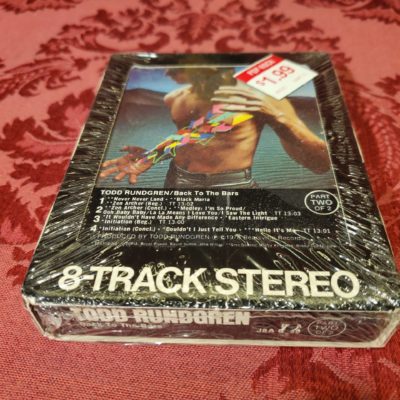 $1.99
TODD RUNDGREN/Back To The Bars
PART
TWO
OF 2
1 *Never Never Land • **Black Maria
**Zen Archer (Beg.) TT 13:02
2 **Zen Archer (Concl.) • **Medley: I'm So Proud/
Ooh Baby Baby/La La Means I Love You/I Saw The Light TT 13:03
3 *It Wouldn't Have Made Any Difference • *Eastern Intrigue
*Initiation (Beg.) TT
4 *Initiation (Concl.) • *Couldn't I Just Tell You • ***Hello It's Me TT 13:01
PRODUCED BY TODD RUNDGREN
8-TRACK STEREO
TODD RUNDGREN
Back To The Bars
PART
TWO